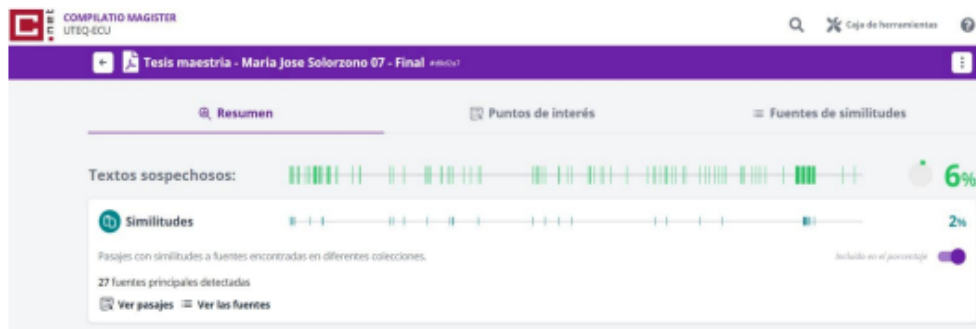 C.net
COMPILATIO MAGISTER
UTEQ-ECU
Caja de herramientas
Tesis maestria - Maria Jose Solorzono 07 - Final
Resumen
Puntos de interés
Fuentes de similitudes
Textos sospechosos:
6%
Similitudes
2%
Pasajes con similitudes a fuentes encontradas en diferentes colecciones.
Incluido en el porcentaje
27 fuentes principales detectadas
Ver pasajes
Ver las fuentes